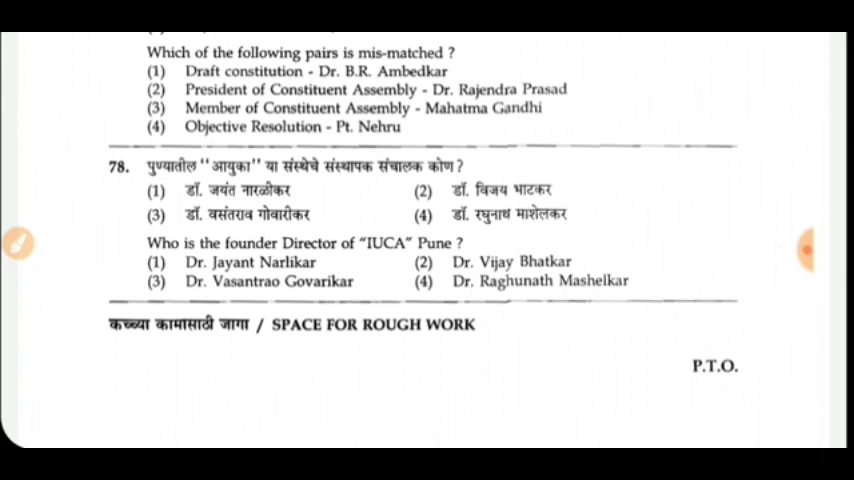 Which of the following pairs is mis-matched ?
(1) Draft constitution - Dr. B.R. Ambedkar
(2) President of Constituent Assembly - Dr. Rajendra Prasad
(3) Member of Constituent Assembly - Mahatma Gandhi
(4) Objective Resolution - Pt. Nehru
78. पुण्यातील "आयुका" या संस्थेचे संस्थापक संचालक कोण ?
(1) डॉ. जयंत नारळीकर (2) डॉ. विजय भाटकर
(3) डॉ. वसंतराव गोवारीकर (4) डॉ. रघुनाथ माशेलकर
Who is the founder Director of "IUCA" Pune ?
(1) Dr. Jayant Narlikar (2) Dr. Vijay Bhatkar
(3) Dr. Vasantrao Govarikar (4) Dr. Raghunath Mashelkar
कच्च्या कामासाठी जागा / SPACE FOR ROUGH WORK
P.T.O.